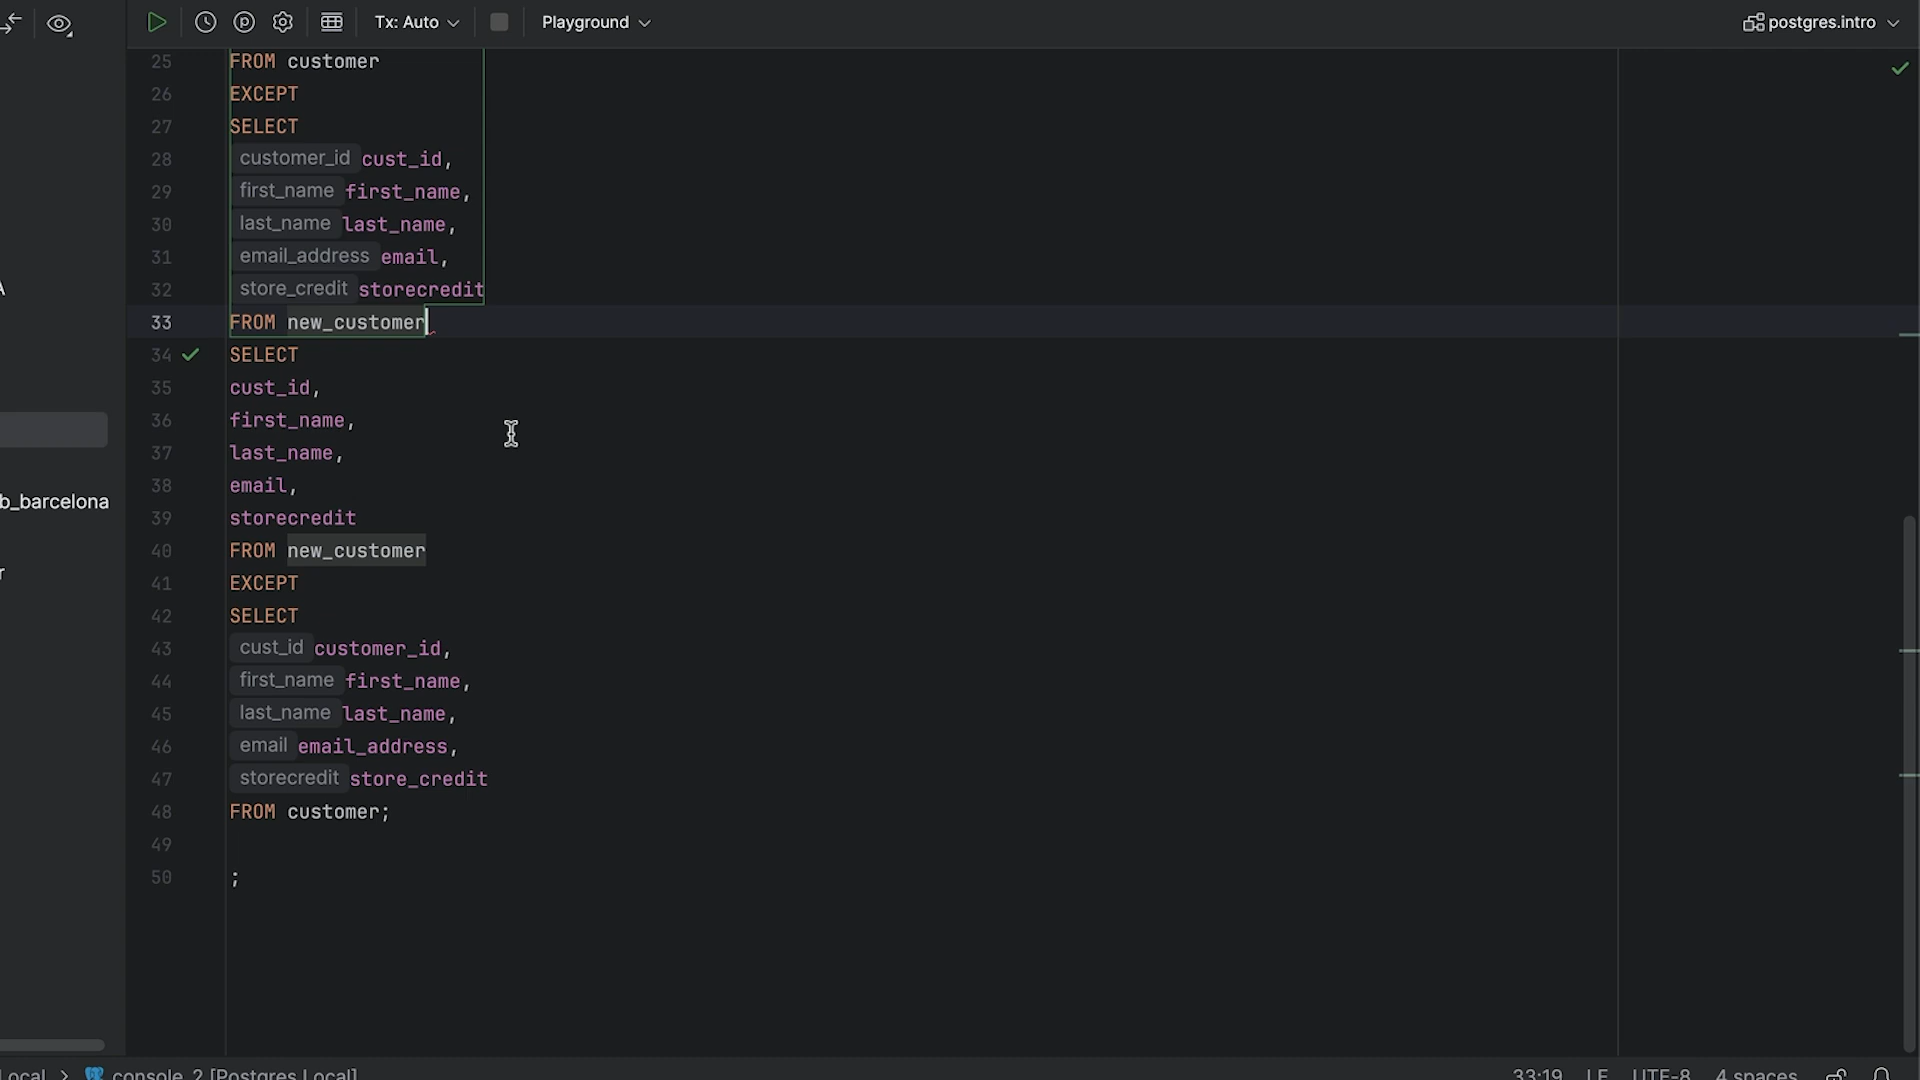 Tx: Auto Playground postgres.intro
25 FROM customer
26 EXCEPT
27 SELECT
28 customer_id cust_id,
29 first_name first_name,
30 last_name last_name,
31 email_address email,
32 store_credit storecredit
33 FROM new_customer
34 SELECT
35 cust_id,
36 first_name,
37 last_name,
38 email,
39 storecredit
40 FROM new_customer
41 EXCEPT
42 SELECT
43 cust_id customer_id,
44 first_name first_name,
45 last_name last_name,
46 email email_address,
47 storecredit store_credit
48 FROM customer;
49
50 ;
A
b_barcelona
r
Local > console_2 [Postgres Local] 33:19 LF UTF-8 4 spaces